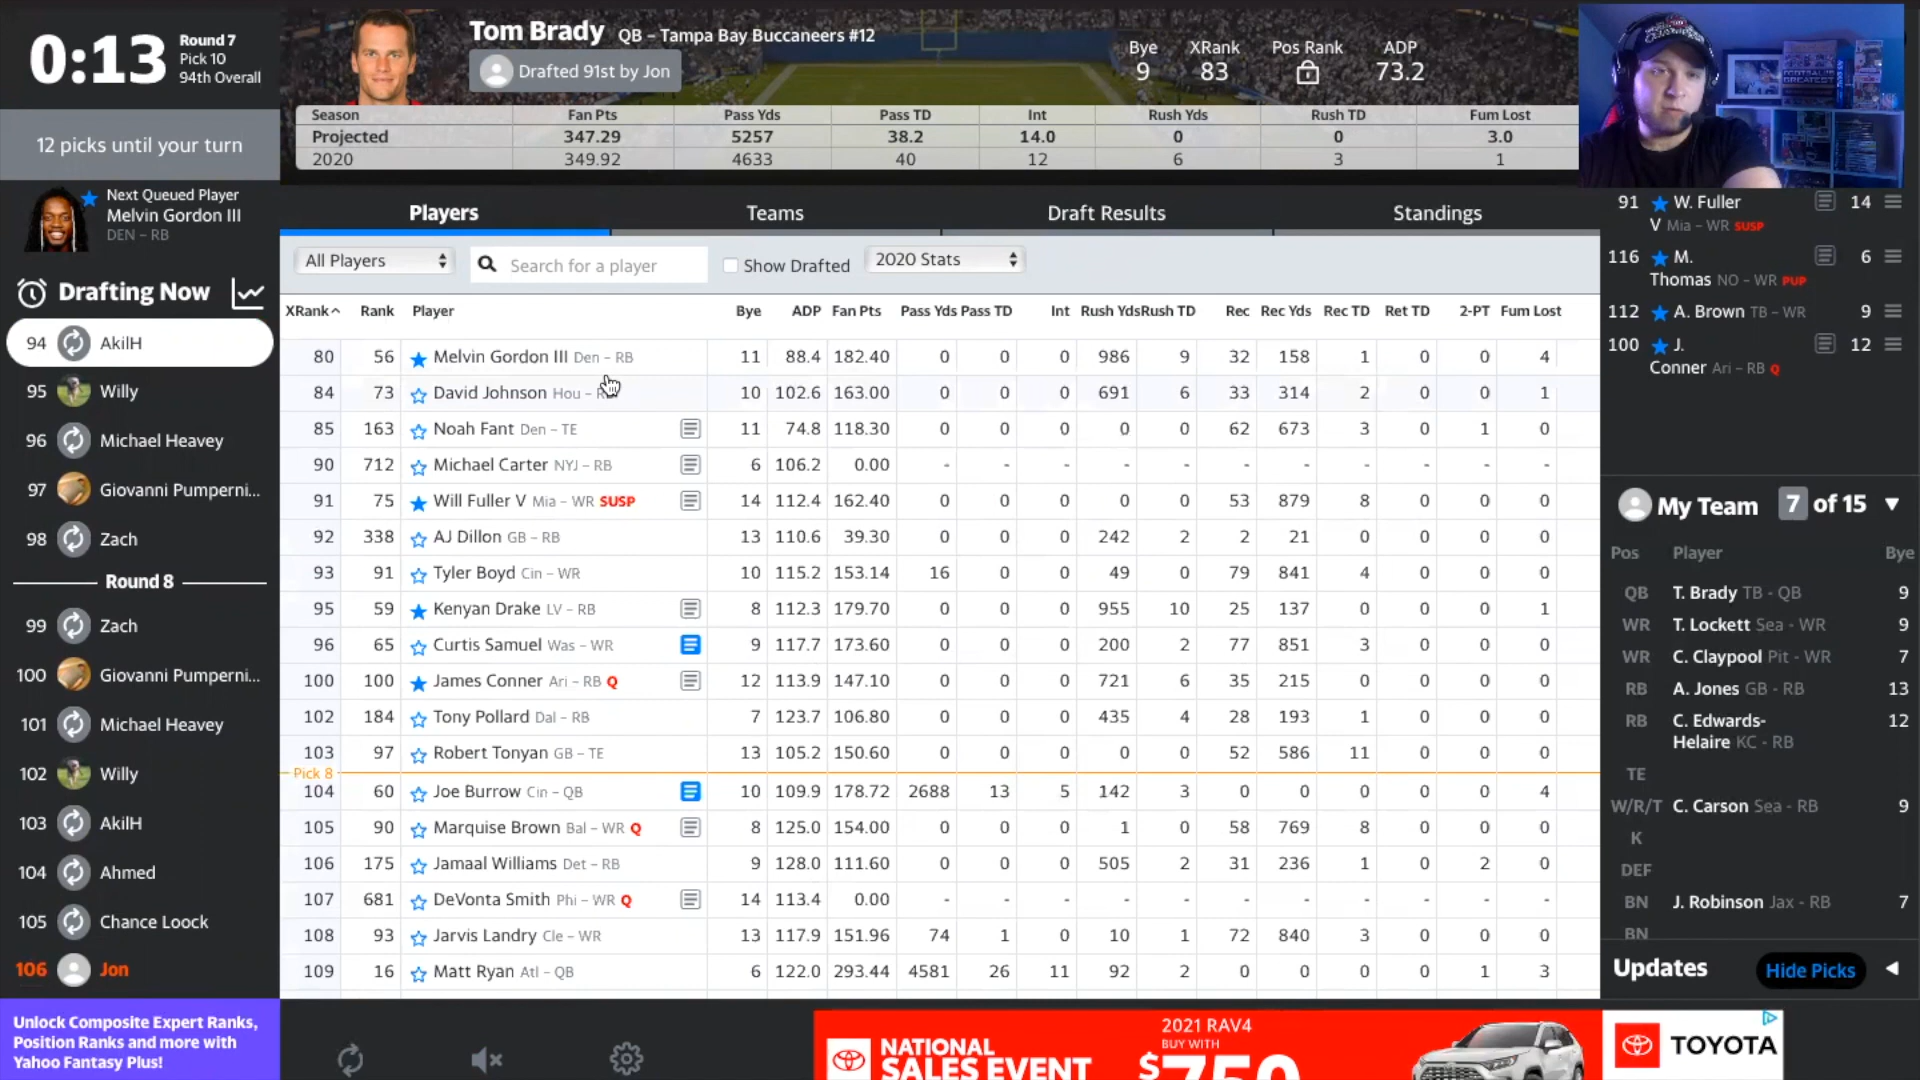 0:13
Round 7
Pick 10
94th Overall
12 picks until your turn
Next Queued Player
Melvin Gordon III
DEN – RB
Drafting Now
94 AkilH
95 Willy
96 Michael Heavey
97 Giovanni Pumperni...
98 Zach
Round 8
99 Zach
100 Giovanni Pumperni...
101 Michael Heavey
102 Willy
103 AkilH
104 Ahmed
105 Chance Loock
106 Jon
Unlock Composite Expert Ranks,
Position Ranks and more with
Yahoo Fantasy Plus!
Tom Brady QB – Tampa Bay Buccaneers #12
Drafted 91st by Jon
Bye XRank Pos Rank ADP
9 83 73.2
Season Fan Pts Pass Yds Pass TD Int Rush Yds Rush TD Fum Lost
Projected 347.29 5257 38.2 14.0 0 0 3.0
2020 349.92 4633 40 12 6 3 1
Players Teams Draft Results Standings
All Players Search for a player Show Drafted 2020 Stats
XRank Rank Player Bye ADP Fan Pts Pass Yds Pass TD Int Rush Yds Rush TD Rec Rec Yds Rec TD Ret TD 2-PT Fum Lost
80 56 Melvin Gordon III Den – RB 11 88.4 182.40 0 0 0 986 9 32 158 1 0 0 4
84 73 David Johnson Hou – 10 102.6 163.00 0 0 0 691 6 33 314 2 0 0 1
85 163 Noah Fant Den – TE 11 74.8 118.30 0 0 0 0 0 62 673 3 0 1 0
90 712 Michael Carter NYJ – RB 6 106.2 0.00 - - - - - - - - - - -
91 75 Will Fuller V Mia – WR SUSP 14 112.4 162.40 0 0 0 0 0 53 879 8 0 0 0
92 338 AJ Dillon GB – RB 13 110.6 39.30 0 0 0 242 2 2 21 0 0 0 0
93 91 Tyler Boyd Cin – WR 10 115.2 153.14 16 0 0 49 0 79 841 4 0 0 0
95 59 Kenyan Drake LV – RB 8 112.3 179.70 0 0 0 955 10 25 137 0 0 0 1
96 65 Curtis Samuel Was – WR 9 117.7 173.60 0 0 0 200 2 77 851 3 0 0 0
100 100 James Conner Ari – RB Q 12 113.9 147.10 0 0 0 721 6 35 215 0 0 0 0
102 184 Tony Pollard Dal – RB 7 123.7 106.80 0 0 0 435 4 28 193 1 0 0 0
103 97 Robert Tonyan GB – TE 13 105.2 150.60 0 0 0 0 0 52 586 11 0 0 0
Pick 8
104 60 Joe Burrow Cin – QB 10 109.9 178.72 2688 13 5 142 3 0 0 0 0 0 4
105 90 Marquise Brown Bal – WR Q 8 125.0 154.00 0 0 0 1 0 58 769 8 0 0 0
106 175 Jamaal Williams Det – RB 9 128.0 111.60 0 0 0 505 2 31 236 1 0 2 0
107 681 DeVonta Smith Phi – WR Q 14 113.4 0.00 - - - - - - - - - - -
108 93 Jarvis Landry Cle – WR 13 117.9 151.96 74 1 0 10 1 72 840 3 0 0 0
109 16 Matt Ryan Atl – QB 6 122.0 293.44 4581 26 11 92 2 0 0 0 0 1 3
91 W. Fuller 14
V Mia – WR SUSP
116 M. 6
Thomas NO – WR PUP
112 A. Brown TB – WR 9
100 J. 12
Conner Ari – RB Q
My Team 7 of 15
Pos Player Bye
QB T. Brady TB - QB 9
WR T. Lockett Sea - WR 9
WR C. Claypool Pit - WR 7
RB A. Jones GB - RB 13
RB C. Edwards- 12
Helaire KC - RB
TE
W/R/T C. Carson Sea - RB 9
K
DEF
BN J. Robinson Jax - RB 7
BN
Updates Hide Picks
NATIONAL
SALES EVENT
2021 RAV4
BUY WITH
$750
TOYOTA